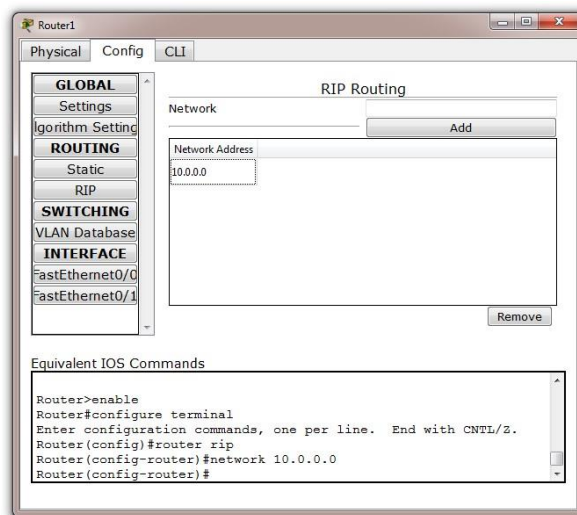 Router1
Physical Config CLI
GLOBAL
Settings
lgorithm Setting
ROUTING
Static
RIP
SWITCHING
VLAN Database
INTERFACE
FastEthernet0/0
FastEthernet0/1
RIP Routing
Network
Add
Network Address
10.0.0.0
Remove
Equivalent IOS Commands
Router>enable
Router#configure terminal
Enter configuration commands, one per line.  End with CNTL/Z.
Router(config)#router rip
Router(config-router)#network 10.0.0.0
Router(config-router)#